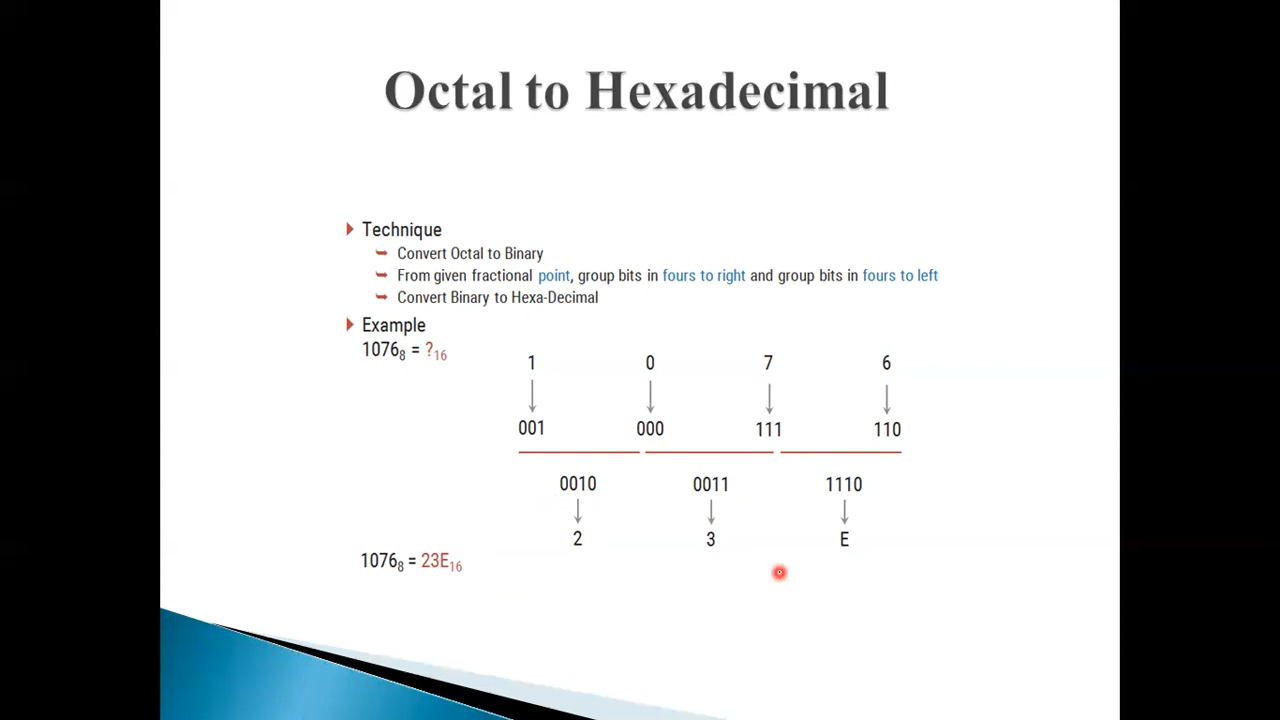 Octal to Hexadecimal
Technique
Convert Octal to Binary
From given fractional point, group bits in fours to right and group bits in fours to left
Convert Binary to Hexa-Decimal
Example
1076₈ = ?₁₆
1 0 7 6
001 000 111 110
0010 0011 1110
2 3 E
1076₈ = 23E₁₆